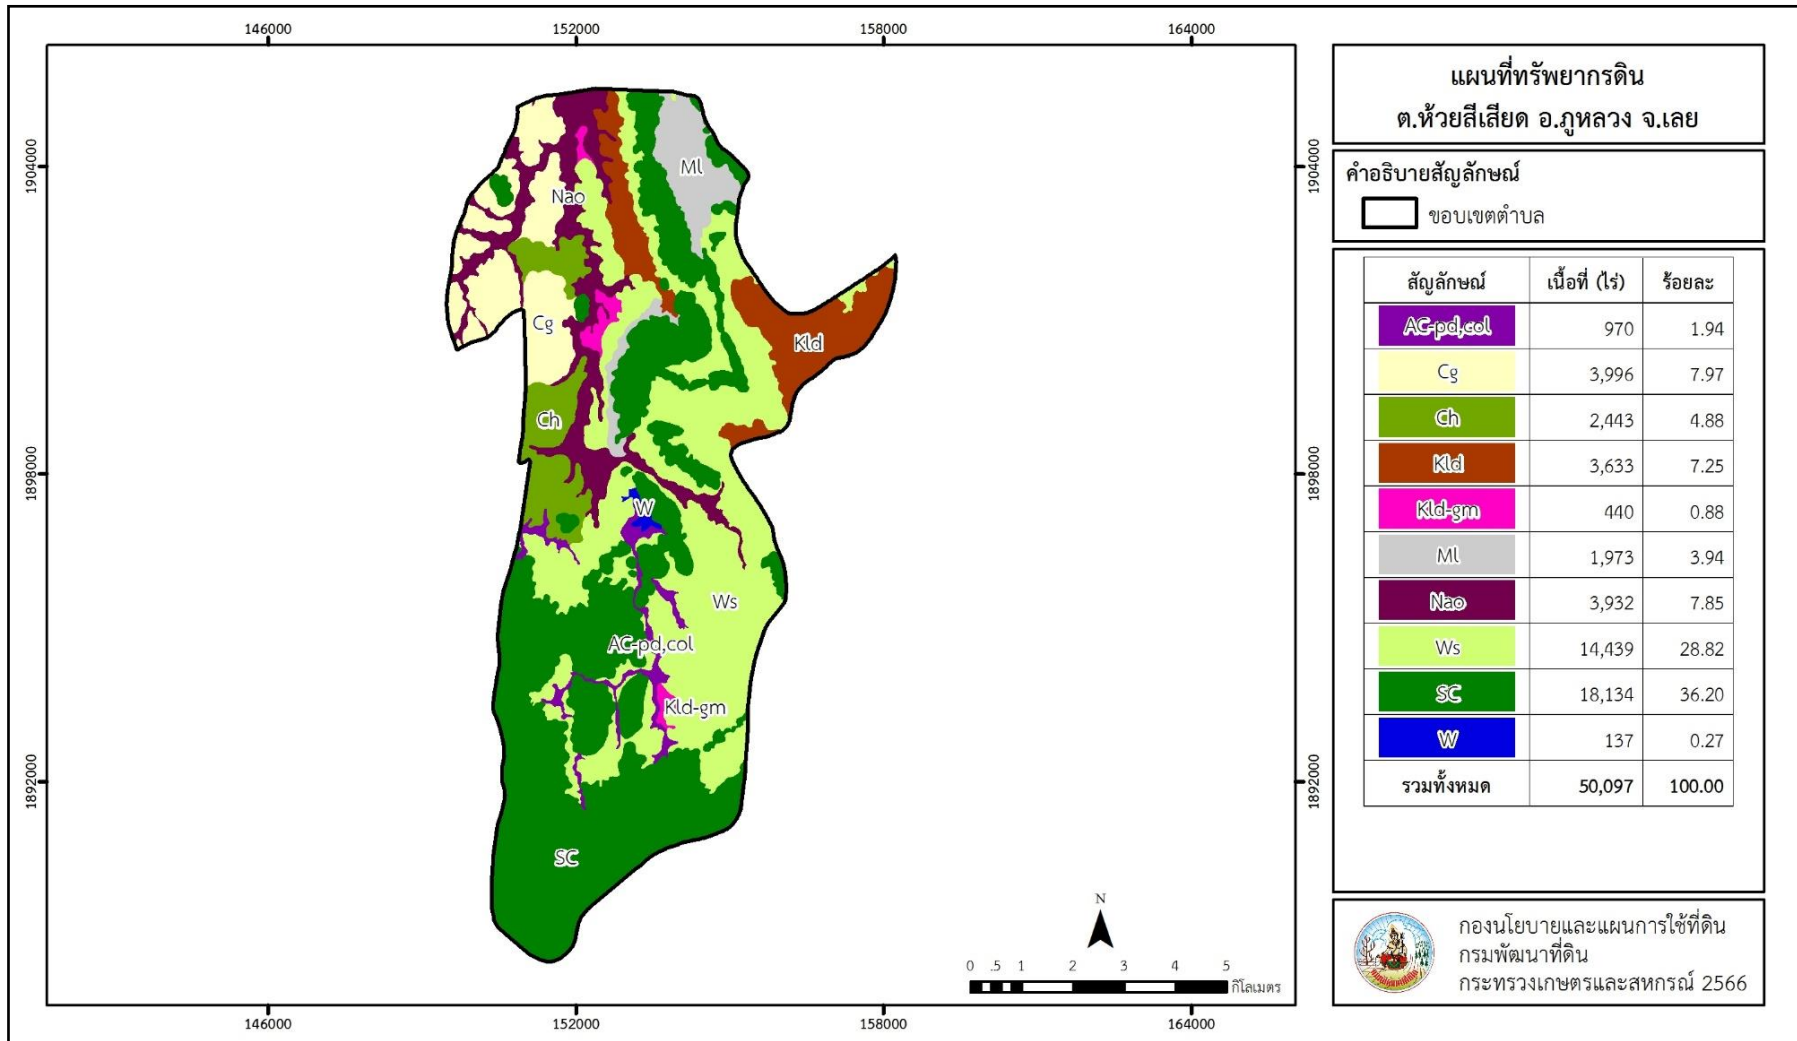 146000 152000 158000 164000
1904000 1904000
1898000 1898000
1892000 1892000
146000 152000 158000 164000
Ml
Nao
Cg
Kld
Ch
W
Ws
AC-pd,col
Kld-gm
SC
N
0 .5 1 2 3 4 5
กิโลเมตร
แผนที่ทรัพยากรดิน
ต.ห้วยสีเสียด อ.ภูหลวง จ.เลย
คำอธิบายสัญลักษณ์
ขอบเขตตำบล
สัญลักษณ์ เนื้อที่ (ไร่) ร้อยละ
AC-pd,col 970 1.94
Cg 3,996 7.97
Ch 2,443 4.88
Kld 3,633 7.25
Kld-gm 440 0.88
Ml 1,973 3.94
Nao 3,932 7.85
Ws 14,439 28.82
SC 18,134 36.20
W 137 0.27
รวมทั้งหมด 50,097 100.00
กองนโยบายและแผนการใช้ที่ดิน
กรมพัฒนาที่ดิน
กระทรวงเกษตรและสหกรณ์ 2566